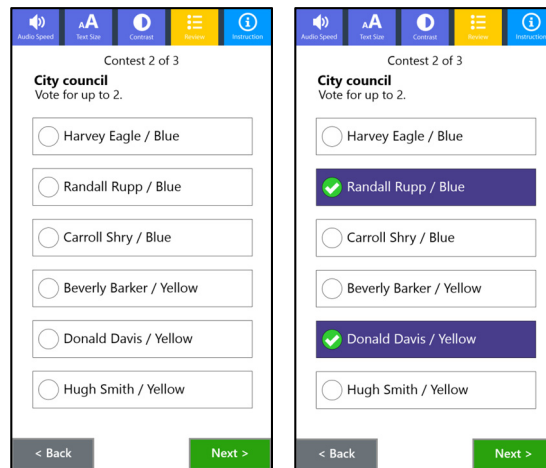 Audio Speed
AA
Text Size
Contrast
Review
Instruction
Contest 2 of 3
City council
Vote for up to 2.
Harvey Eagle / Blue
Randall Rupp / Blue
Carroll Shry / Blue
Beverly Barker / Yellow
Donald Davis / Yellow
Hugh Smith / Yellow
< Back
Next >
Audio Speed
AA
Text Size
Contrast
Review
Instruction
Contest 2 of 3
City council
Vote for up to 2.
Harvey Eagle / Blue
Randall Rupp / Blue
Carroll Shry / Blue
Beverly Barker / Yellow
Donald Davis / Yellow
Hugh Smith / Yellow
< Back
Next >